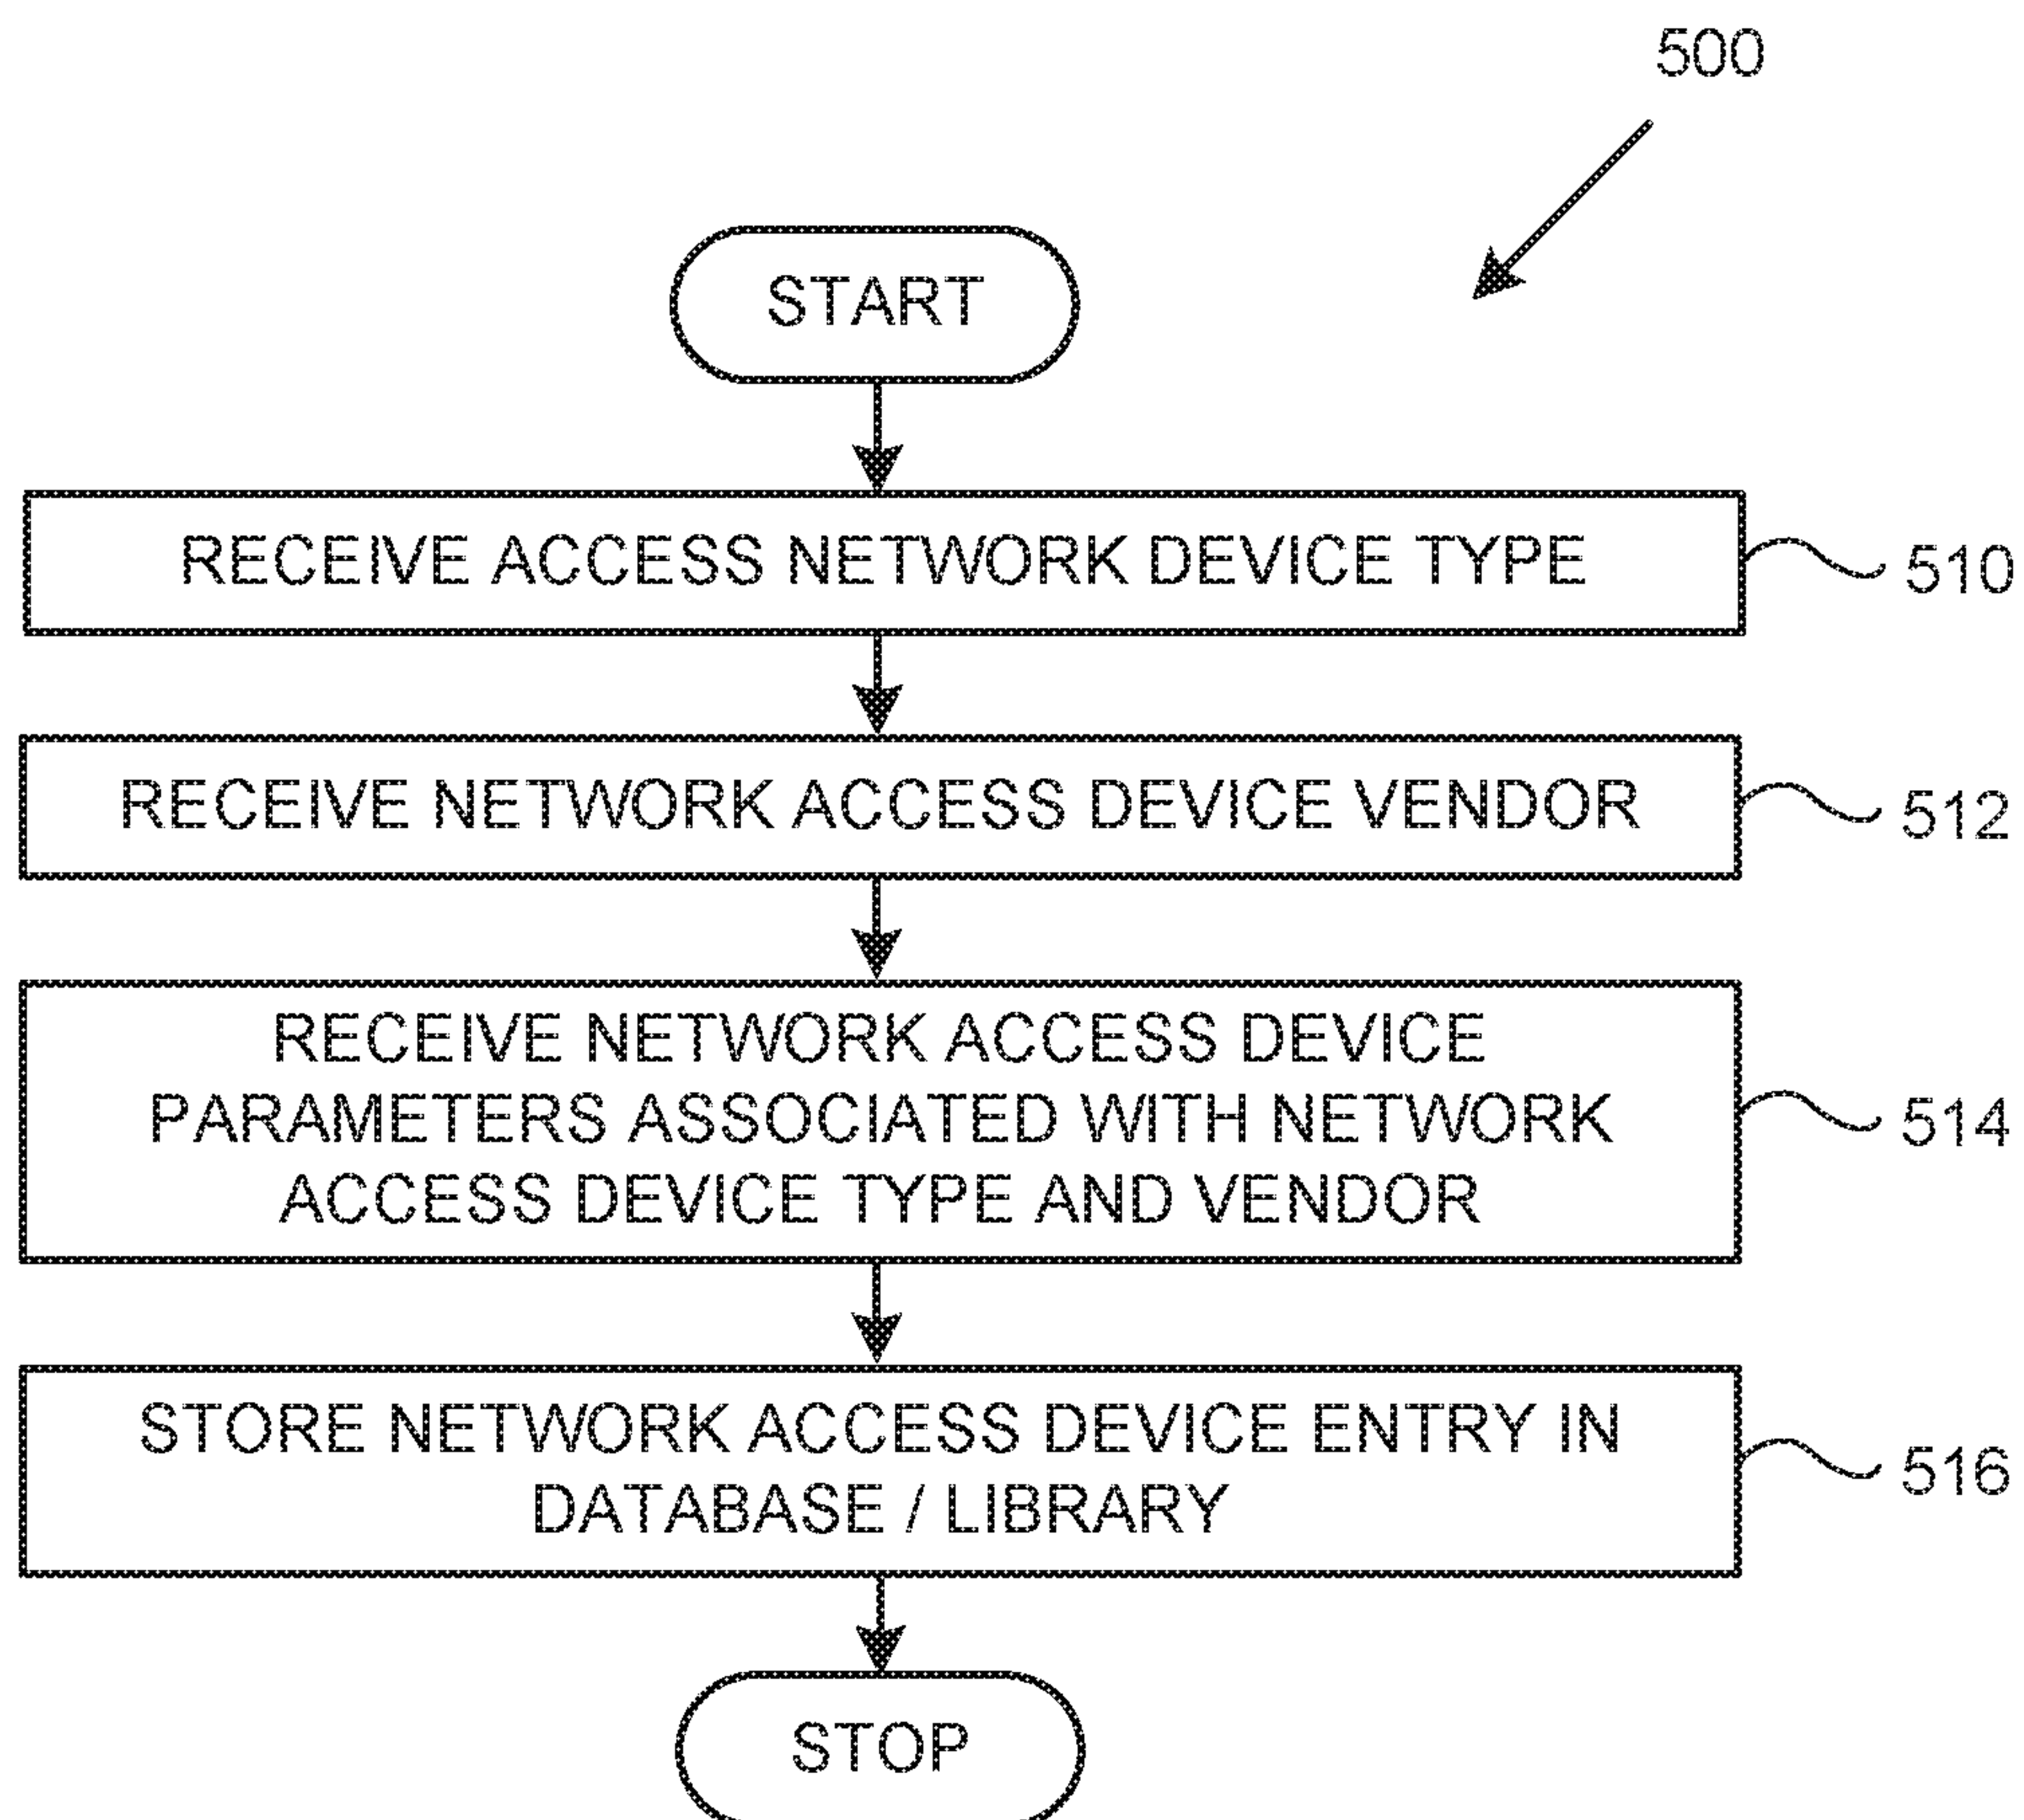 500
START
RECEIVE ACCESS NETWORK DEVICE TYPE
510
RECEIVE NETWORK ACCESS DEVICE VENDOR
512
RECEIVE NETWORK ACCESS DEVICE
PARAMETERS ASSOCIATED WITH NETWORK
ACCESS DEVICE TYPE AND VENDOR
514
STORE NETWORK ACCESS DEVICE ENTRY IN
DATABASE / LIBRARY
516
STOP